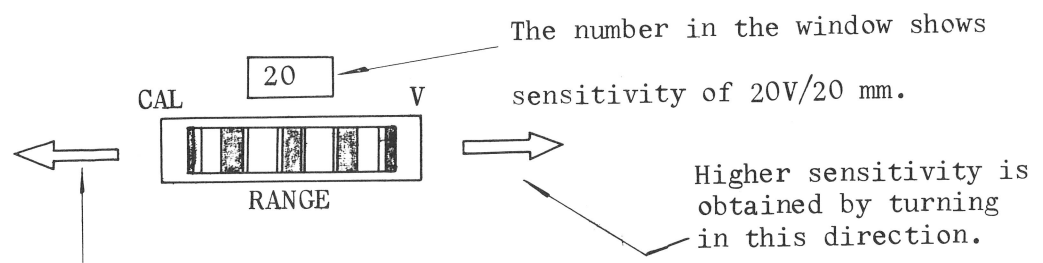 The number in the window shows
sensitivity of 20V/20 mm.
20
CAL
V
RANGE
Higher sensitivity is
obtained by turning
in this direction.